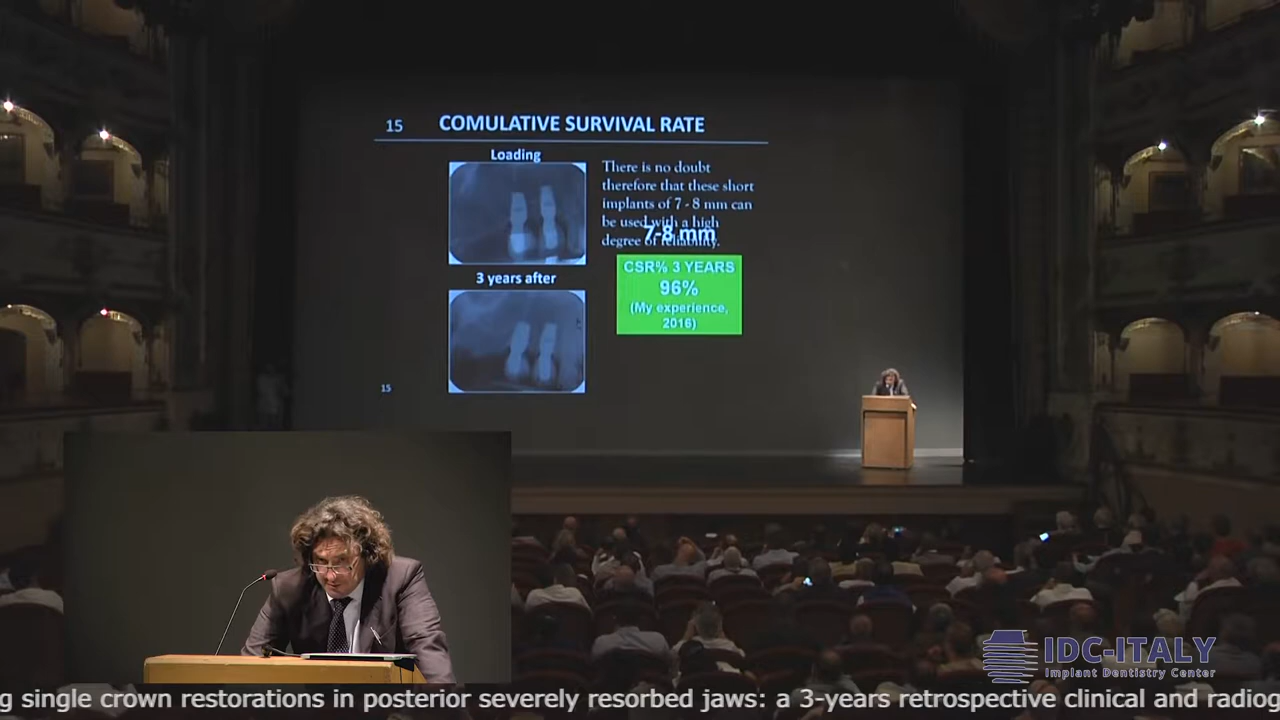 15
COMULATIVE SURVIVAL RATE
Loading
There is no doubt
therefore that these short
implants of 7 - 8 mm can
be used with a high
degree of reliability.
7-8 mm
CSR% 3 YEARS
96%
(My experience,
2016)
3 years after
15
IDC-ITALY
Implant Dentistry Center
g single crown restorations in posterior severely resorbed jaws: a 3-years retrospective clinical and radiog